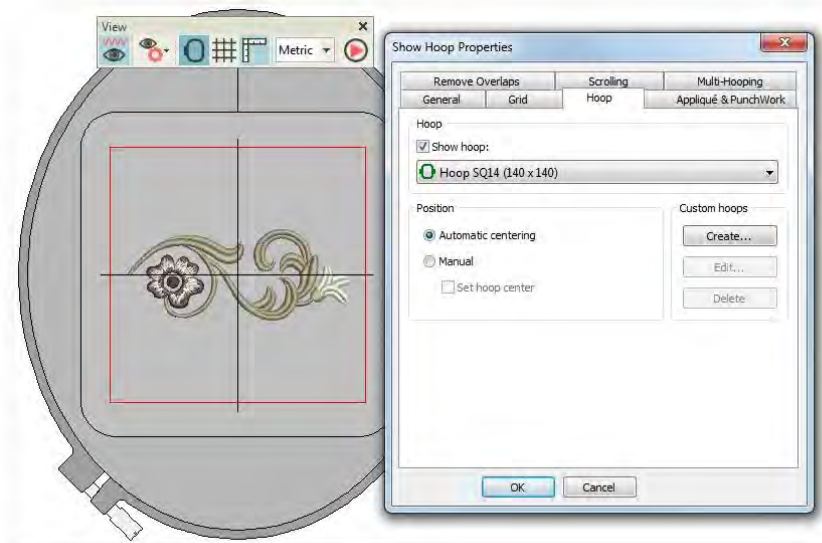 View
Metric
Show Hoop Properties
Remove Overlaps
Scrolling
Multi-Hooping
General
Grid
Hoop
Appliqué & PunchWork
Hoop
Show hoop:
Hoop SQ14 (140 x 140)
Position
Automatic centering
Manual
Set hoop center
Custom hoops
Create...
Edit...
Delete
OK
Cancel